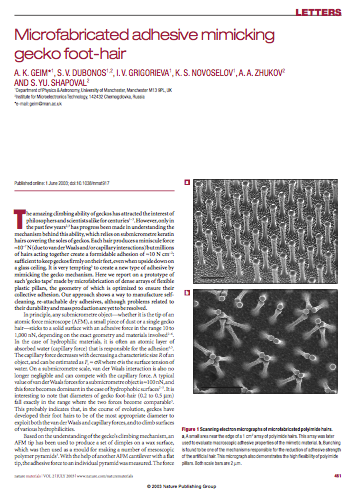 LETTERS
Microfabricated adhesive mimicking
gecko foot-hair
A. K. GEIM*¹, S. V. DUBONOS¹,², I. V. GRIGORIEVA¹, K. S. NOVOSELOV¹, A. A. ZHUKOV²
AND S. YU. SHAPOVAL²
¹Department of Physics & Astronomy, University of Manchester, Manchester M13 9PL, UK
²Institute for Microelectronics Technology, 142432 Chernogolovka, Russia
*e-mail: geim@man.ac.uk
Published online: 1 June 2003; doi:10.1038/nmat917
The amazing climbing ability of geckos has attracted the interest of
philosophers and scientists alike for centuries¹⁻³. However, only in
the past few years²,³ has progress been made in understanding the
mechanism behind this ability, which relies on submicrometre keratin
hairs covering the soles of geckos. Each hair produces a miniscule force
≈10⁻⁷ N (due to van der Waals and/or capillary interactions) but millions
of hairs acting together create a formidable adhesion of ≈10 N cm⁻²:
sufficient to keep geckos firmly on their feet, even when upside down on
a glass ceiling. It is very tempting³ to create a new type of adhesive by
mimicking the gecko mechanism. Here we report on a prototype of
such 'gecko tape' made by microfabrication of dense arrays of flexible
plastic pillars, the geometry of which is optimized to ensure their
collective adhesion. Our approach shows a way to manufacture self-
cleaning, re-attachable dry adhesives, although problems related to
their durability and mass production are yet to be resolved.
In principle, any submicrometre object—whether it is the tip of an
atomic force microscope (AFM), a small piece of dust or a single gecko
hair—sticks to a solid surface with an adhesive force in the range 10 to
1,000 nN, depending on the exact geometry and materials involved
In the case of hydrophilic materials, it is often an atomic layer of
absorbed water (capillary force) that is responsible for the adhesion
The capillary force decreases with decreasing a characteristic size R of an
object, and can be estimated as
where σ is the surface tension of
water. On a submicrometre scale, van der Waals interaction is also no
longer negligible and can compete with the capillary force. A typical
value of van der Waals forces for a submicrometre object is ≈100 nN, and
this force becomes dominant in the case of hydrophobic surfaces
It is
interesting to note that diameters of gecko foot-hair (0.2 to 0.5 µm)
fall exactly in the range where the two forces become comparable
This probably indicates that, in the course of evolution, geckos have
developed their foot hairs to be of the most appropriate diameter to
exploit both the van der Waals and capillary forces, and to climb surfaces
of various hydrophilicities.
Based on the understanding of the gecko's climbing mechanism, an
AFM tip has been used to produce a set of dimples on a wax surface,
which was then used as a mould for making a number of mesoscopic
polymer pyramids
With the help of another AFM cantilever with a flat
tip, the adhesive force to an individual pyramid was measured. The force
a
b
Figure 1 Scanning electron micrographs of microfabricated polyimide hairs.
a, A small area near the edge of a 1 cm² array of polyimide hairs. This array was later
used to evaluate macroscopic adhesive properties of the mimetic material. b, Bunching
is found to be one of the mechanisms responsible for the reduction of adhesive strength
of the artificial hair. This micrograph also demonstrates the high flexibility of polyimide
pillars. Both scale bars are 2 µm.
nature materials | VOL 2 | JULY 2003 | www.nature.com/naturematerials
461
© 2003 Nature Publishing Group